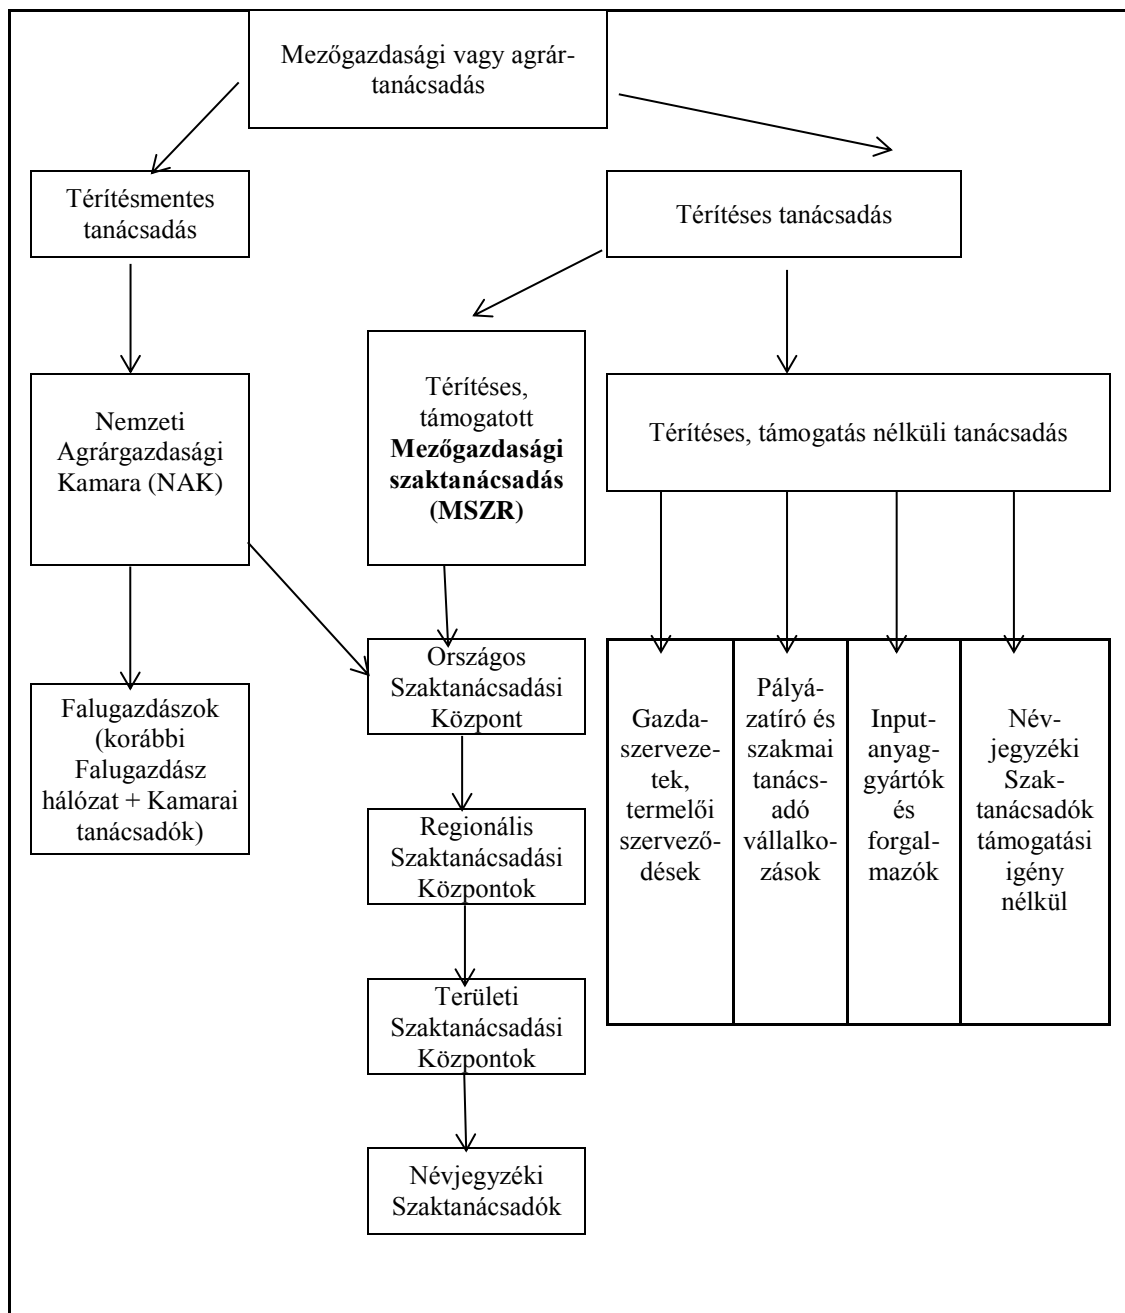 Mezőgazdasági vagy agrár-
tanácsadás
Térítésmentes
tanácsadás
Térítéses tanácsadás
Nemzeti
Agrárgazdasági
Kamara (NAK)
Térítéses,
támogatott
Mezőgazdasági
szaktanácsadás
(MSZR)
Térítéses, támogatás nélküli tanácsadás
Falugazdászok
(korábbi
Falugazdász
hálózat + Kamarai
tanácsadók)
Országos
Szaktanácsadási
Központ
Regionális
Szaktanácsadási
Központok
Területi
Szaktanácsadási
Központok
Névjegyzéki
Szaktanácsadók
Gazda-
szerveze-
tek,
termelői
szervező-
dések
Pályá-
zatíró és
szakmai
tanács-
adó
vállalko-
zások
Input-
anyag-
gyártók
és
forgal-
mazók
Név-
jegyzéki
Szak-
tanácsadók
támogatási
igény
nélkül